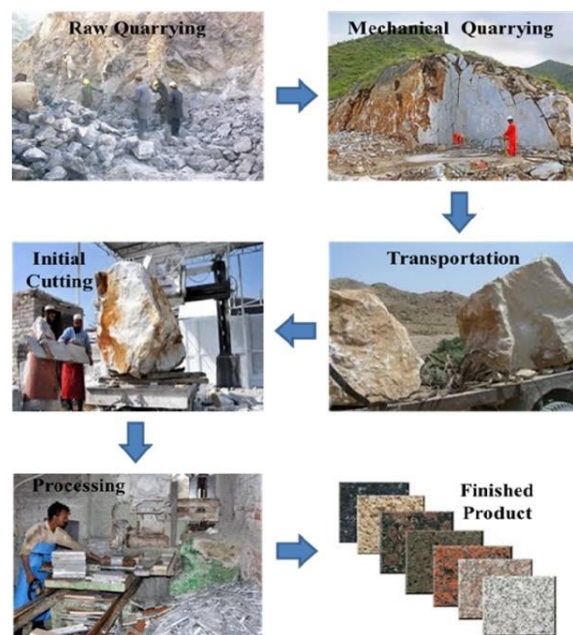 Raw Quarrying
Mechanical Quarrying
Transportation
Initial
Cutting
Processing
Finished
Product